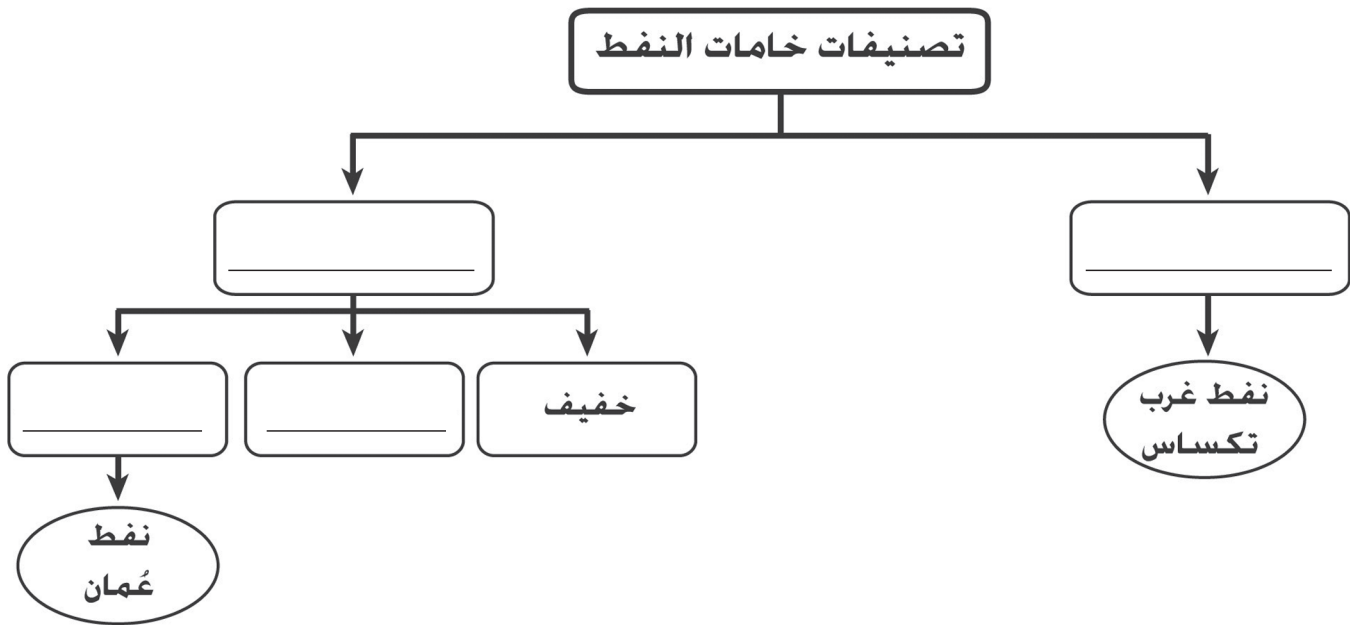 تصنيفات خامات النفط
خفيف
نفط غرب
تكساس
نفط
عُمان